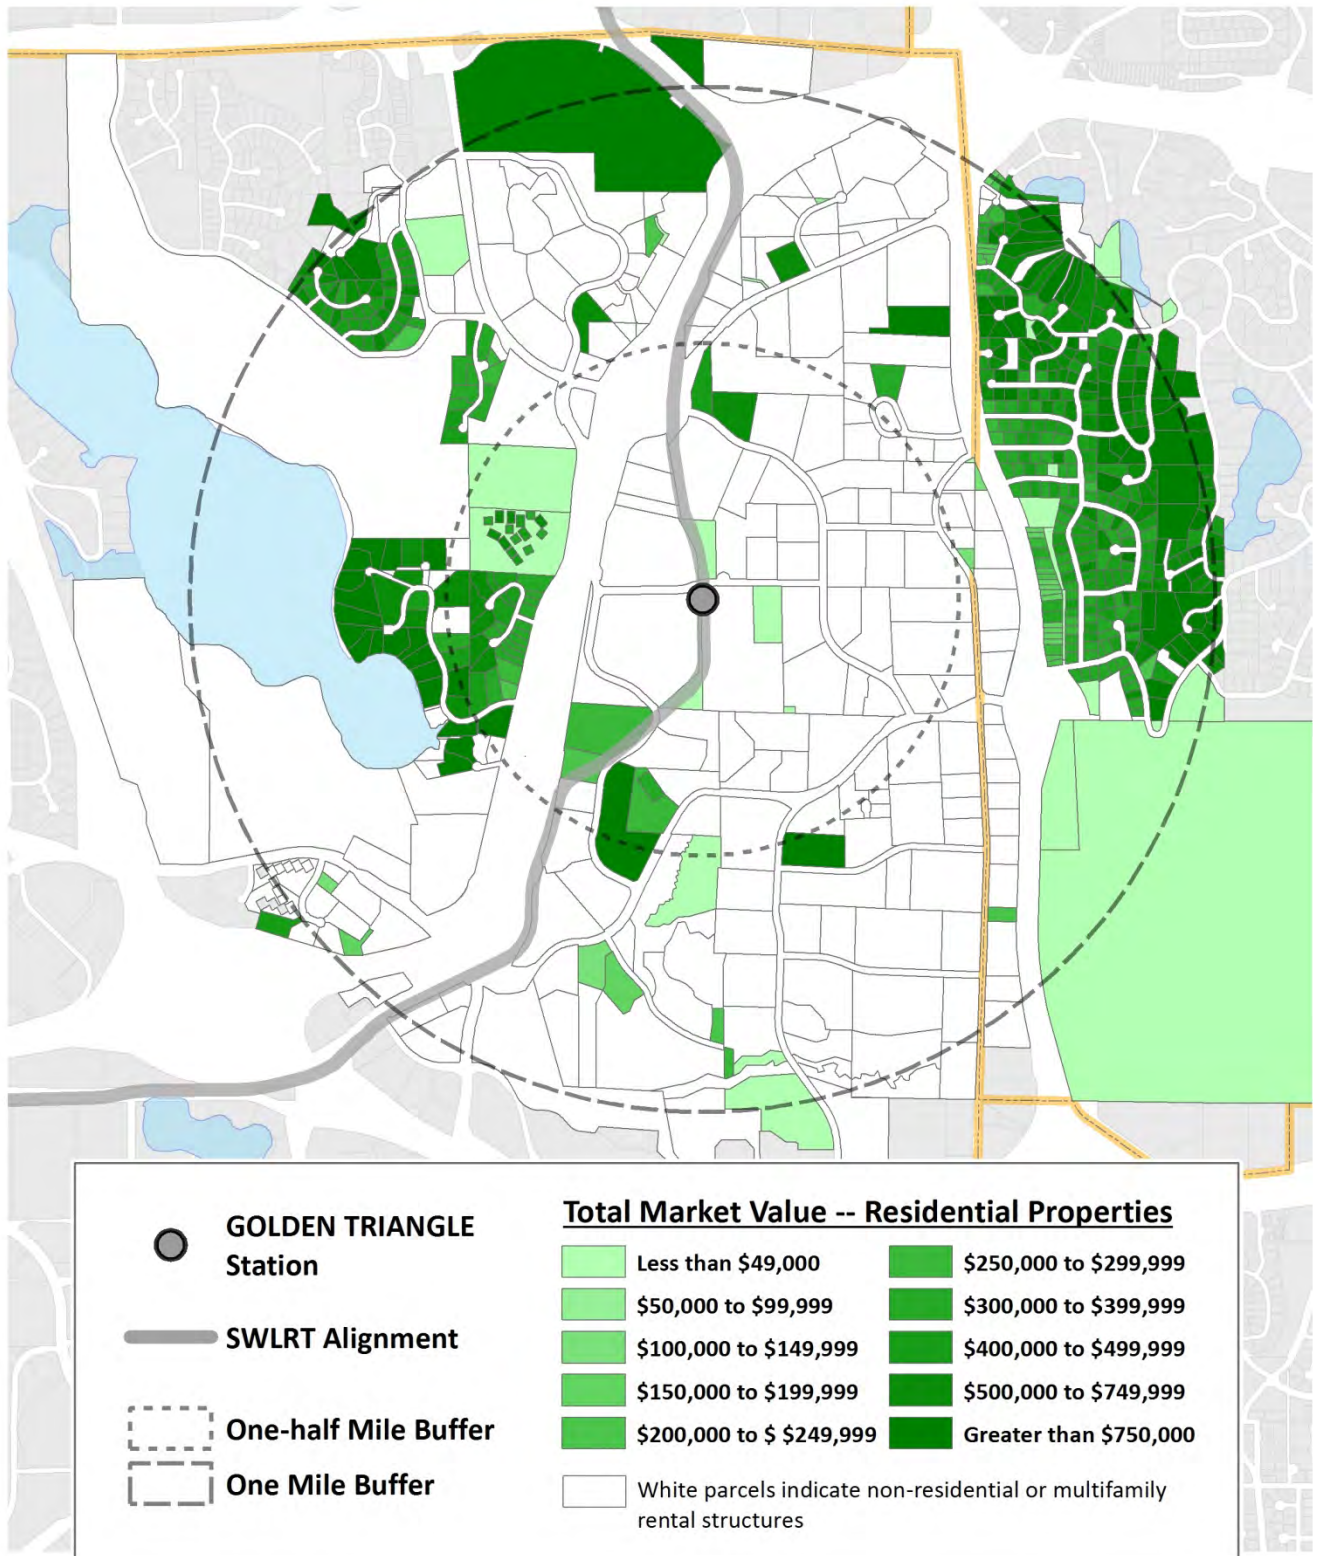 GOLDEN TRIANGLE
Station
SWLRT Alignment
One-half Mile Buffer
One Mile Buffer
Total Market Value -- Residential Properties
Less than $49,000
$50,000 to $99,999
$100,000 to $149,999
$150,000 to $199,999
$200,000 to $ $249,999
$250,000 to $299,999
$300,000 to $399,999
$400,000 to $499,999
$500,000 to $749,999
Greater than $750,000
White parcels indicate non-residential or multifamily
rental structures